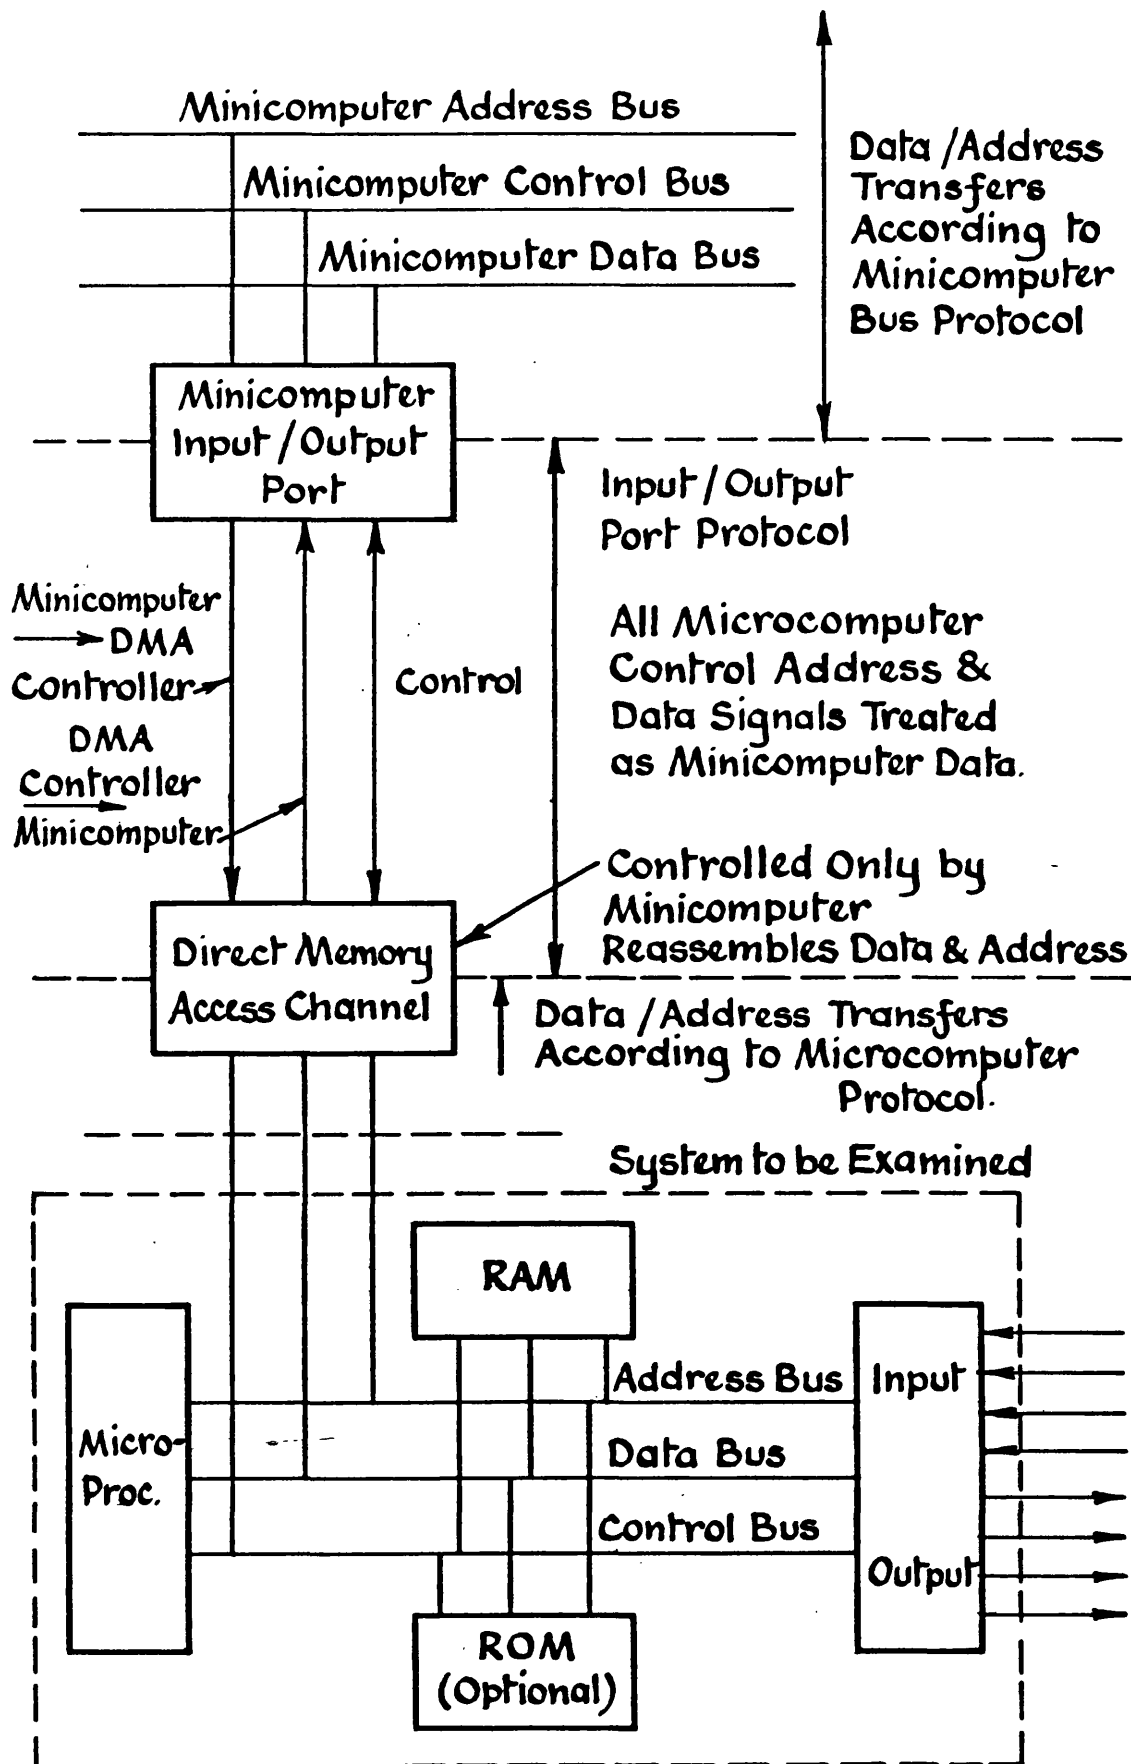 Minicomputer Address Bus
Minicomputer Control Bus
Minicomputer Data Bus
Data /Address
Transfers
According to
Minicomputer
Bus Protocol
Minicomputer
Input / Output
Port
Input / Output
Port Protocol
Minicomputer
DMA
Controller
DMA
Controller
Minicomputer
Control
All Microcomputer
Control Address &
Data Signals Treated
as Minicomputer Data.
Controlled Only by
Minicomputer
Reassembles Data & Address
Direct Memory
Access Channel
Data /Address Transfers
According to Microcomputer
Protocol.
System to be Examined
RAM
Address Bus
Input
Micro-
Proc.
Data Bus
Control Bus
Output
ROM
(Optional)